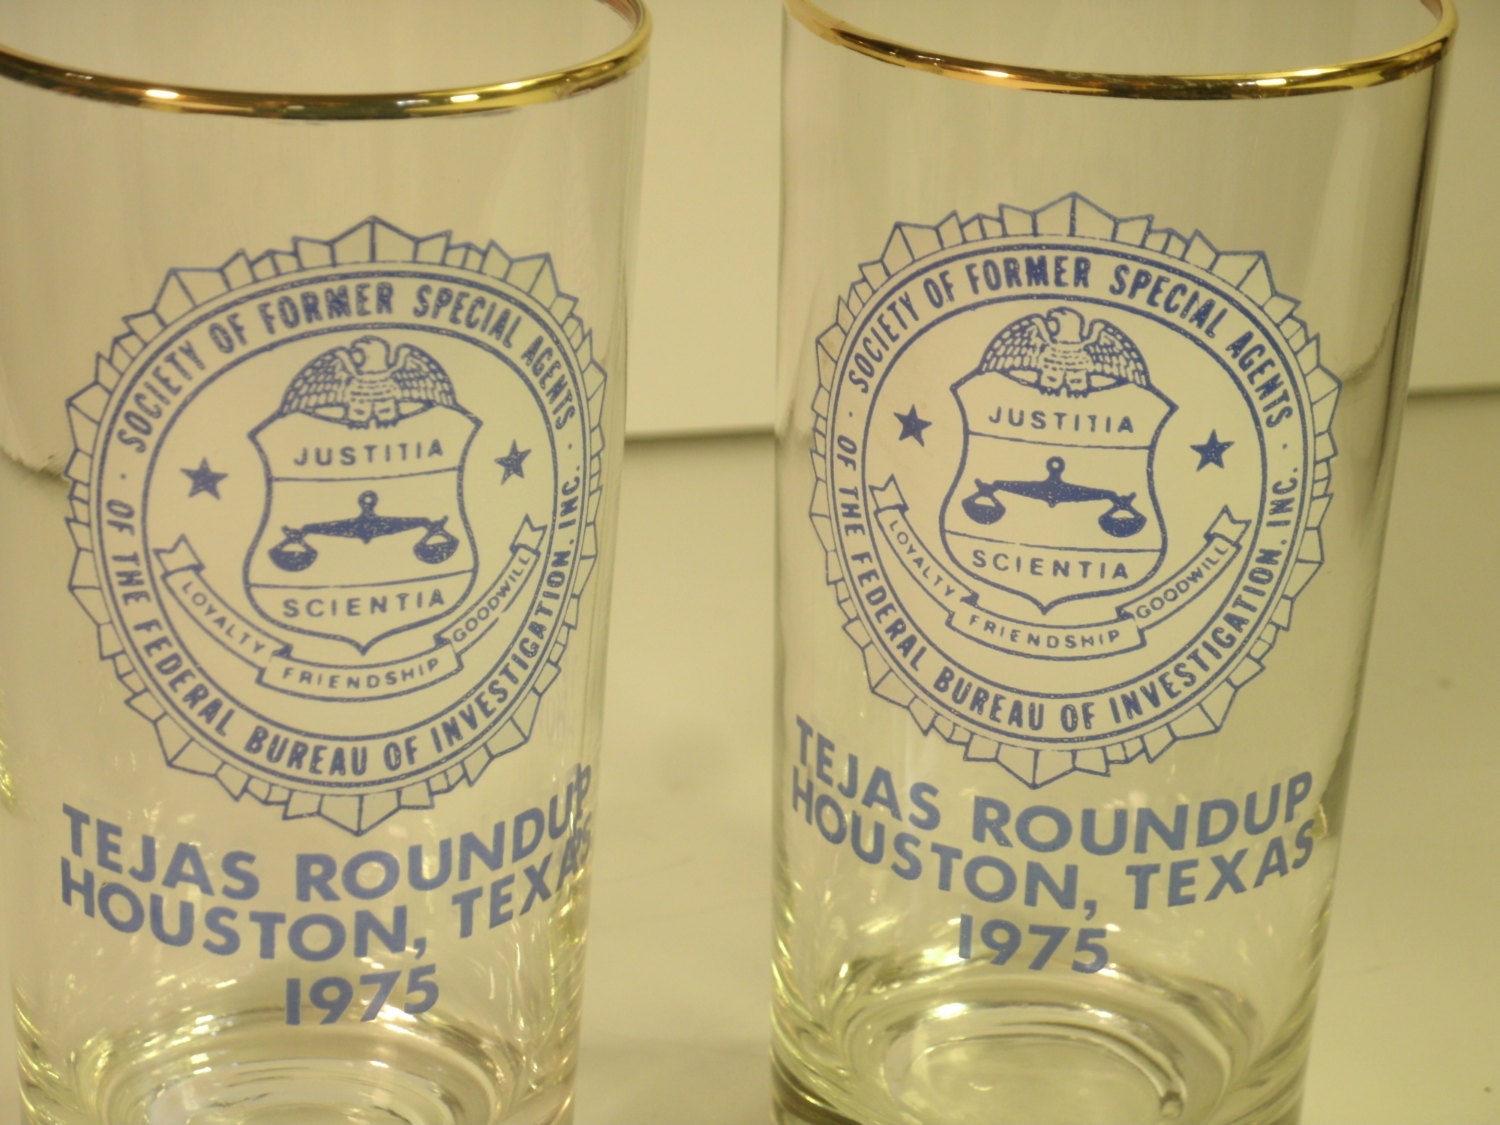 · SOCIETY OF FORMER SPECIAL AGENTS ·
OF THE FEDERAL BUREAU OF INVESTIGATION, INC.
JUSTITIA
SCIENTIA
LOYALTY FRIENDSHIP GOODWILL
TEJAS ROUNDUP
HOUSTON, TEXAS
1975
· SOCIETY OF FORMER SPECIAL AGENTS ·
OF THE FEDERAL BUREAU OF INVESTIGATION, INC.
JUSTITIA
SCIENTIA
LOYALTY FRIENDSHIP GOODWILL
TEJAS ROUNDUP
HOUSTON, TEXAS
1975